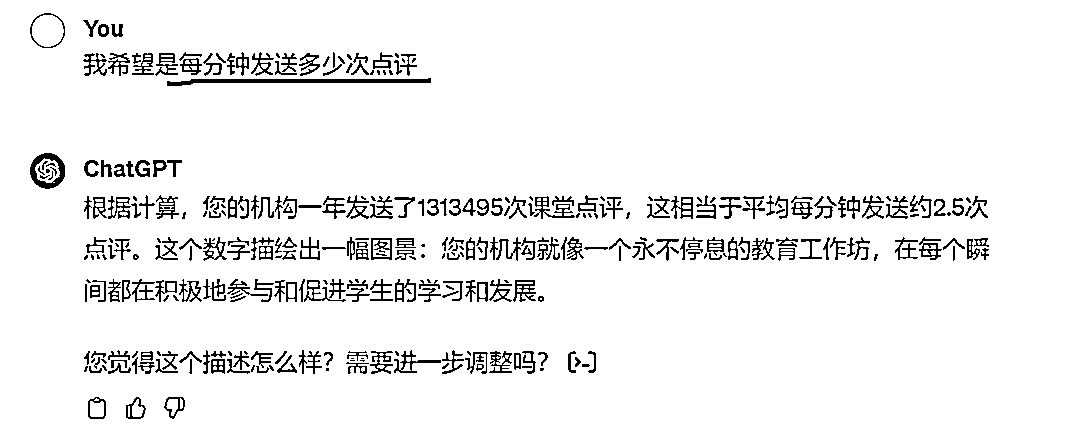 You
我希望是每分钟发送多少次点评
ChatGPT
根据计算，您的机构一年发送了1313495次课堂点评，这相当于平均每分钟发送约2.5次
点评。这个数字描绘出一幅图景：您的机构就像一个永不停息的教育工作坊，在每个瞬
间都在积极地参与和促进学生的学习和发展。
您觉得这个描述怎么样？需要进一步调整吗？ [>-]